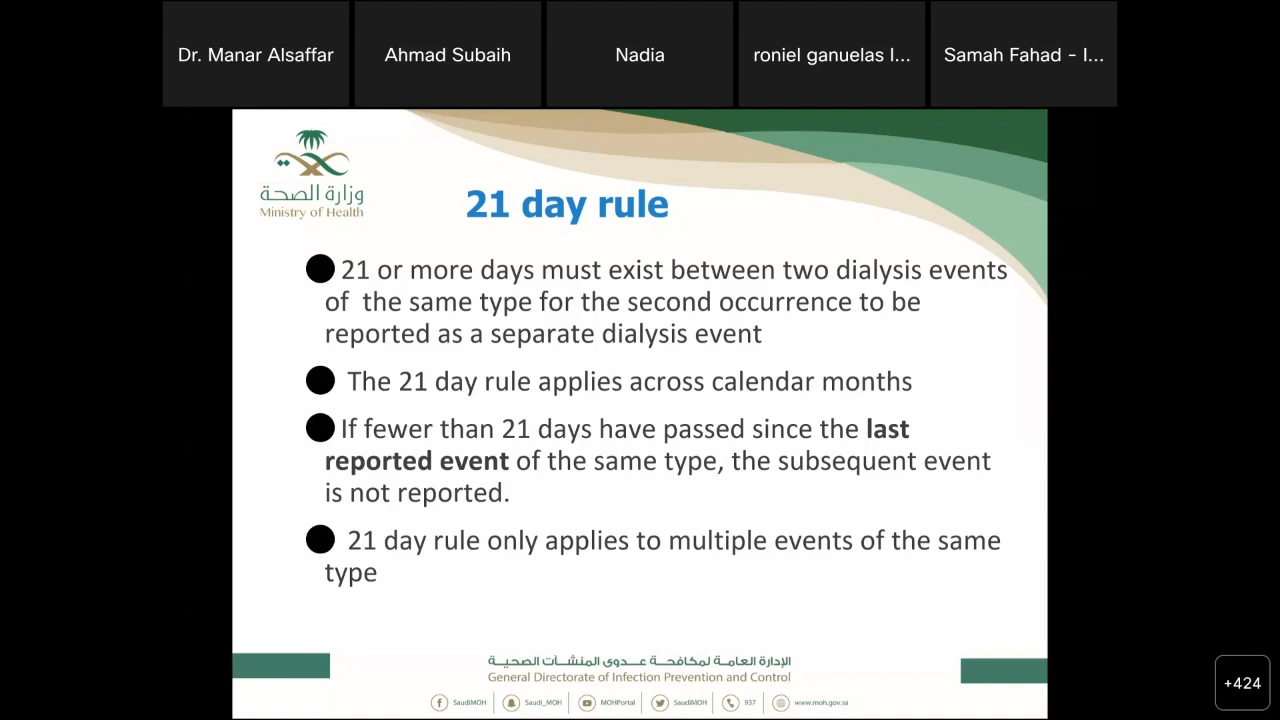 Dr. Manar Alsaffar
Ahmad Subaih
Nadia
roniel ganuelas l...
Samah Fahad - I...
وزارة الصحة
Ministry of Health
21 day rule
21 or more days must exist between two dialysis events
of the same type for the second occurrence to be
reported as a separate dialysis event
The 21 day rule applies across calendar months
If fewer than 21 days have passed since the last
reported event of the same type, the subsequent event
is not reported.
21 day rule only applies to multiple events of the same
type
الإدارة العامة لمكافحة عدوى المنشآت الصحية
General Directorate of Infection Prevention and Control
SaudiMOH
Saudi_MOH
MOHPortal
SaudiMOH
937
www.moh.gov.sa
+424